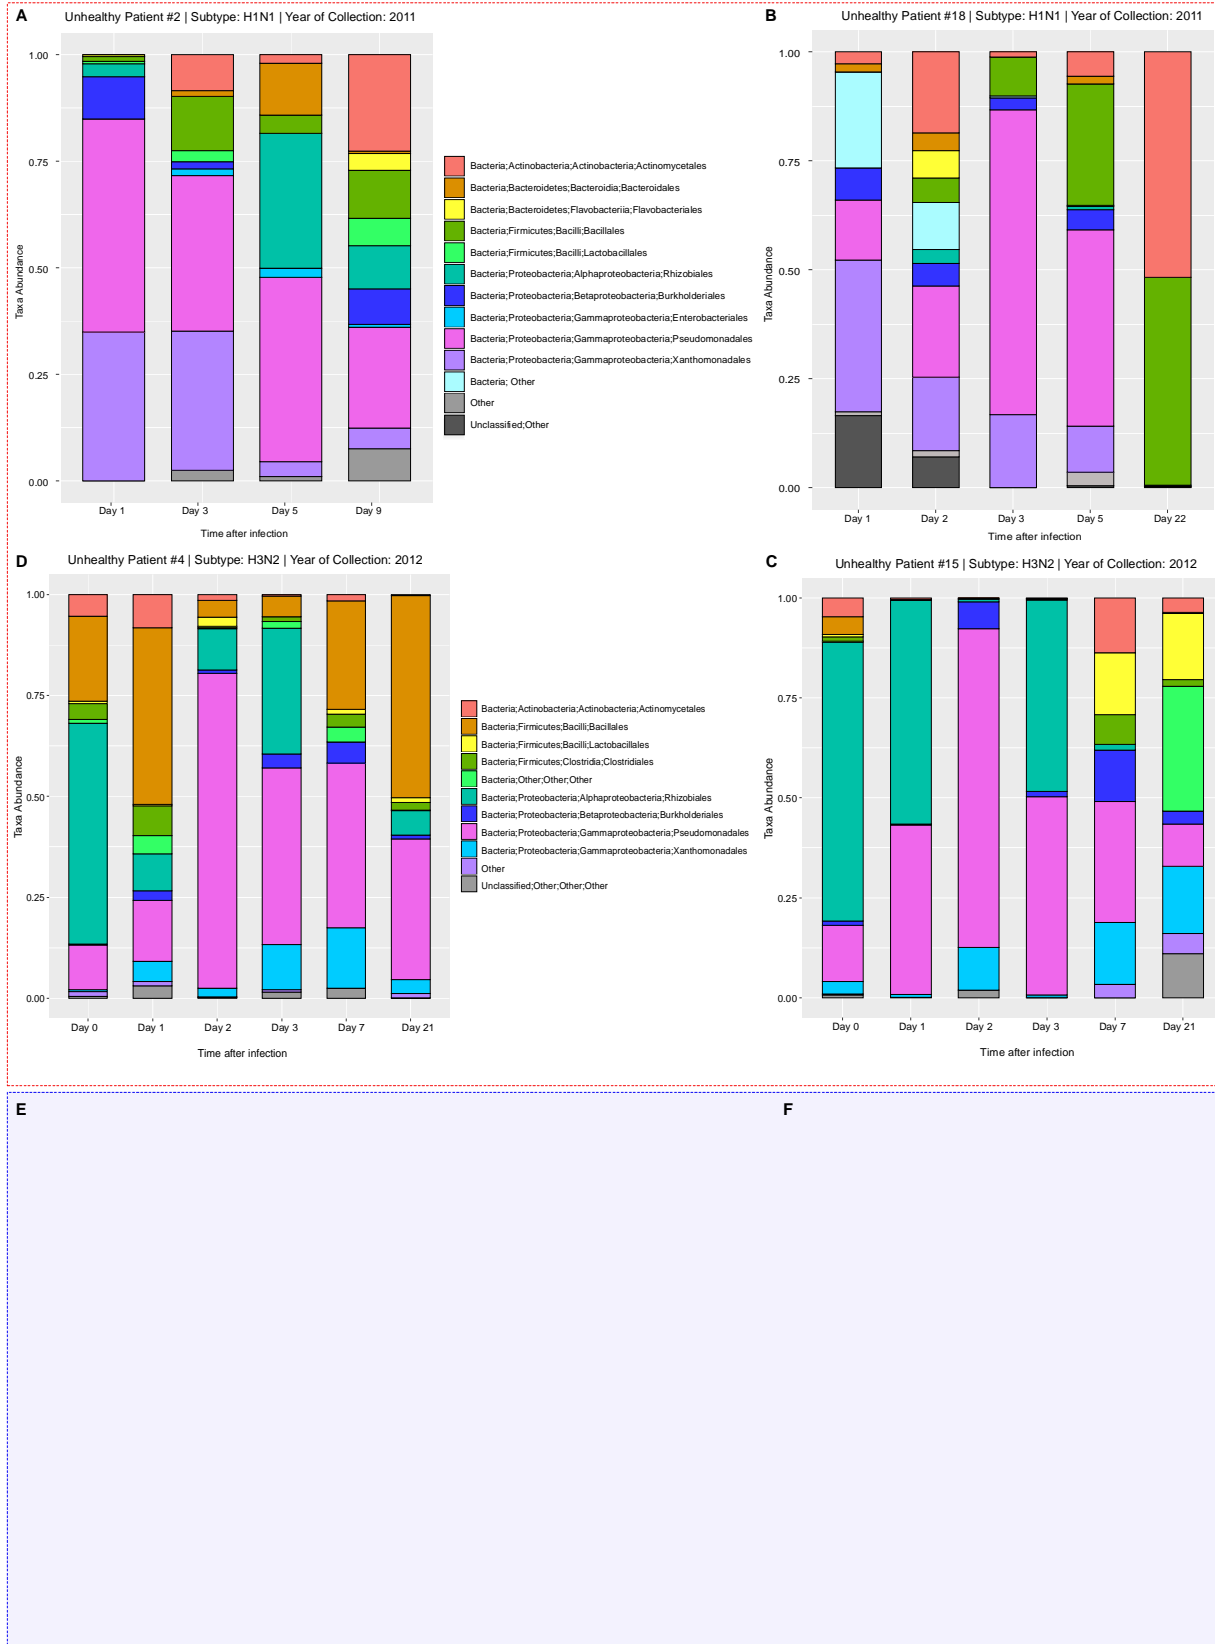 A
Unhealthy Patient #2 | Subtype: H1N1 | Year of Collection: 2011
Taxa Abundance
1.00
0.75
0.50
0.25
0.00
Day 1 Day 3 Day 5 Day 9
Time after infection
Bacteria;Actinobacteria;Actinobacteria;Actinomycetales
Bacteria;Bacteroidetes;Bacteroidia;Bacteroidales
Bacteria;Bacteroidetes;Flavobacteriia;Flavobacteriales
Bacteria;Firmicutes;Bacilli;Bacillales
Bacteria;Firmicutes;Bacilli;Lactobacillales
Bacteria;Proteobacteria;Alphaproteobacteria;Rhizobiales
Bacteria;Proteobacteria;Betaproteobacteria;Burkholderiales
Bacteria;Proteobacteria;Gammaproteobacteria;Enterobacteriales
Bacteria;Proteobacteria;Gammaproteobacteria;Pseudomonadales
Bacteria;Proteobacteria;Gammaproteobacteria;Xanthomonadales
Bacteria; Other
Other
Unclassified;Other
B
Unhealthy Patient #18 | Subtype: H1N1 | Year of Collection: 2011
Taxa Abundance
1.00
0.75
0.50
0.25
0.00
Day 1 Day 2 Day 3 Day 5 Day 22
Time after infection
D
Unhealthy Patient #4 | Subtype: H3N2 | Year of Collection: 2012
Taxa Abundance
1.00
0.75
0.50
0.25
0.00
Day 0 Day 1 Day 2 Day 3 Day 7 Day 21
Time after infection
Bacteria;Actinobacteria;Actinobacteria;Actinomycetales
Bacteria;Firmicutes;Bacilli;Bacillales
Bacteria;Firmicutes;Bacilli;Lactobacillales
Bacteria;Firmicutes;Clostridia;Clostridiales
Bacteria;Other;Other;Other
Bacteria;Proteobacteria;Alphaproteobacteria;Rhizobiales
Bacteria;Proteobacteria;Betaproteobacteria;Burkholderiales
Bacteria;Proteobacteria;Gammaproteobacteria;Pseudomonadales
Bacteria;Proteobacteria;Gammaproteobacteria;Xanthomonadales
Other
Unclassified;Other;Other;Other
C
Unhealthy Patient #15 | Subtype: H3N2 | Year of Collection: 2012
Taxa Abundance
1.00
0.75
0.50
0.25
0.00
Day 0 Day 1 Day 2 Day 3 Day 7 Day 21
Time after infection
E
F